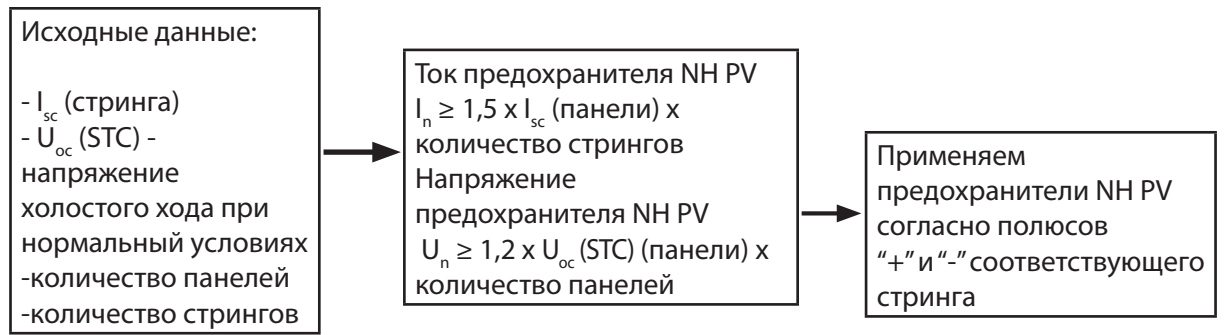 Исходные данные:
- I_sc (стринга)
- U_oc (STC) -
напряжение
холостого хода при
нормальный условиях
-количество панелей
-количество стрингов
Ток предохранителя NH PV
I_n ≥ 1,5 x I_sc (панели) x
количество стрингов
Напряжение
предохранителя NH PV
U_n ≥ 1,2 x U_oc (STC) (панели) x
количество панелей
Применяем
предохранители NH PV
согласно полюсов
“+” и “-” соответствующего
стринга